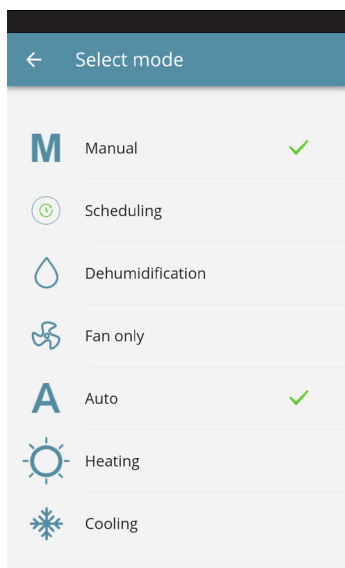 Select mode
M Manual
Scheduling
Dehumidification
Fan only
A Auto
Heating
Cooling